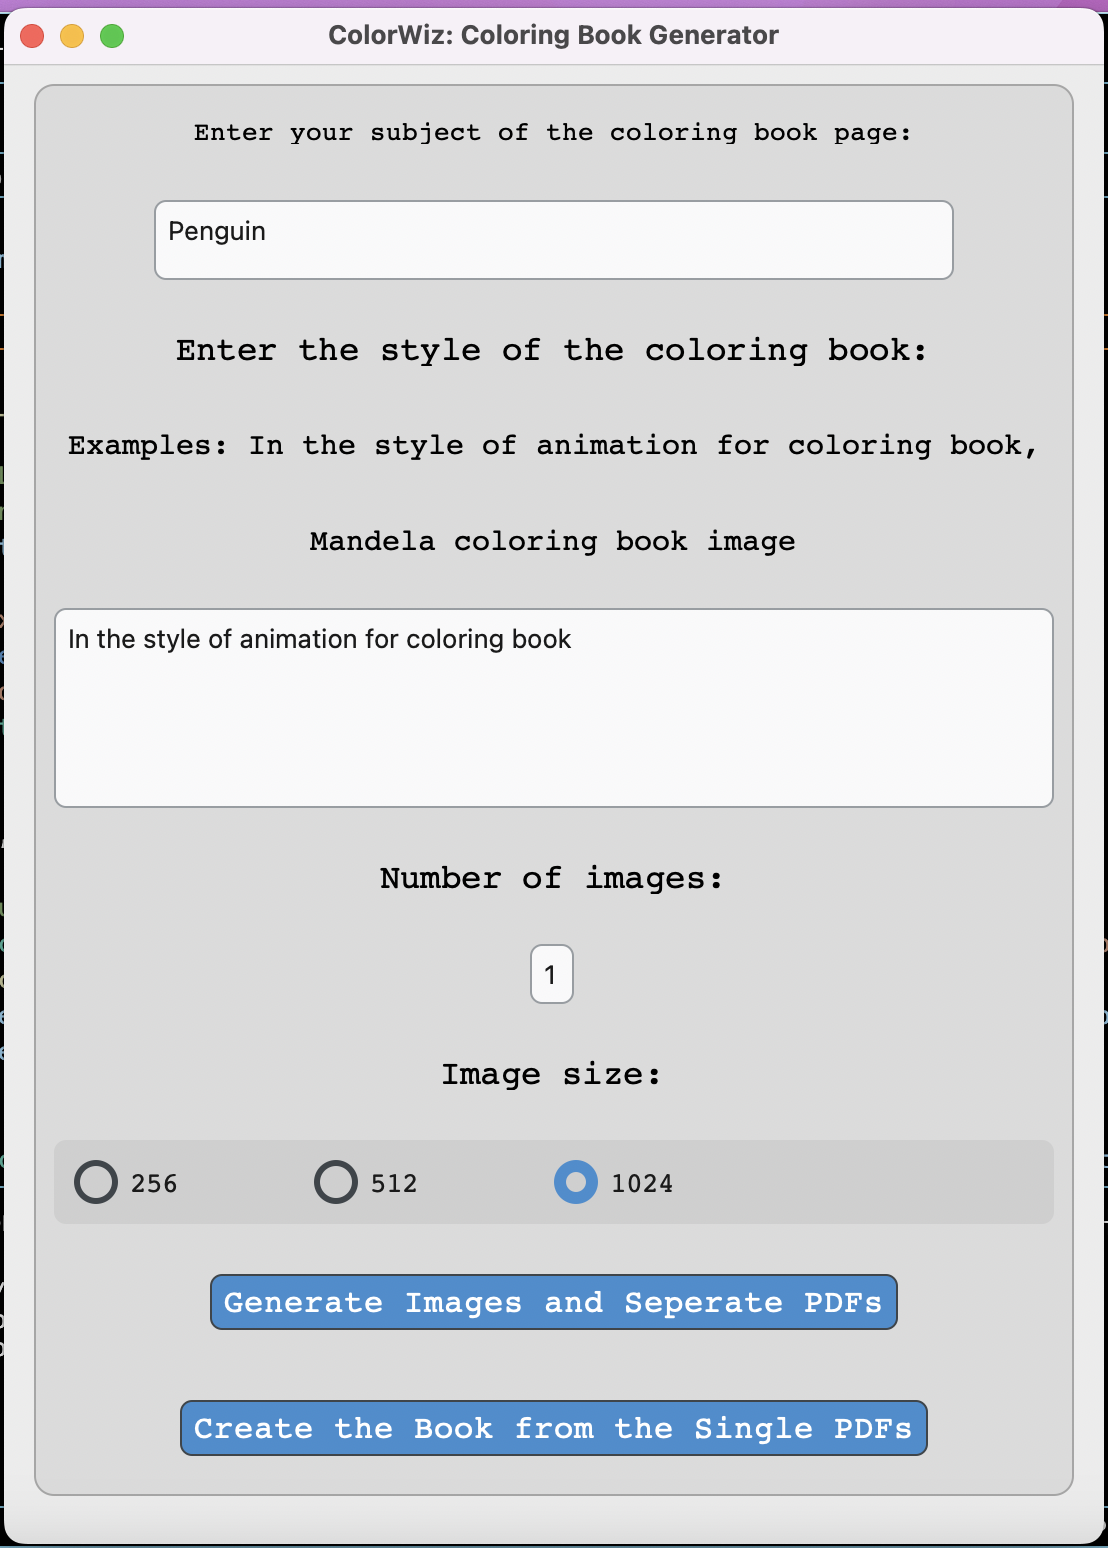 ColorWiz: Coloring Book Generator
Enter your subject of the coloring book page:
Penguin
Enter the style of the coloring book:
Examples: In the style of animation for coloring book,
Mandela coloring book image
In the style of animation for coloring book
Number of images:
1
Image size:
256 512 1024
Generate Images and Seperate PDFs
Create the Book from the Single PDFs